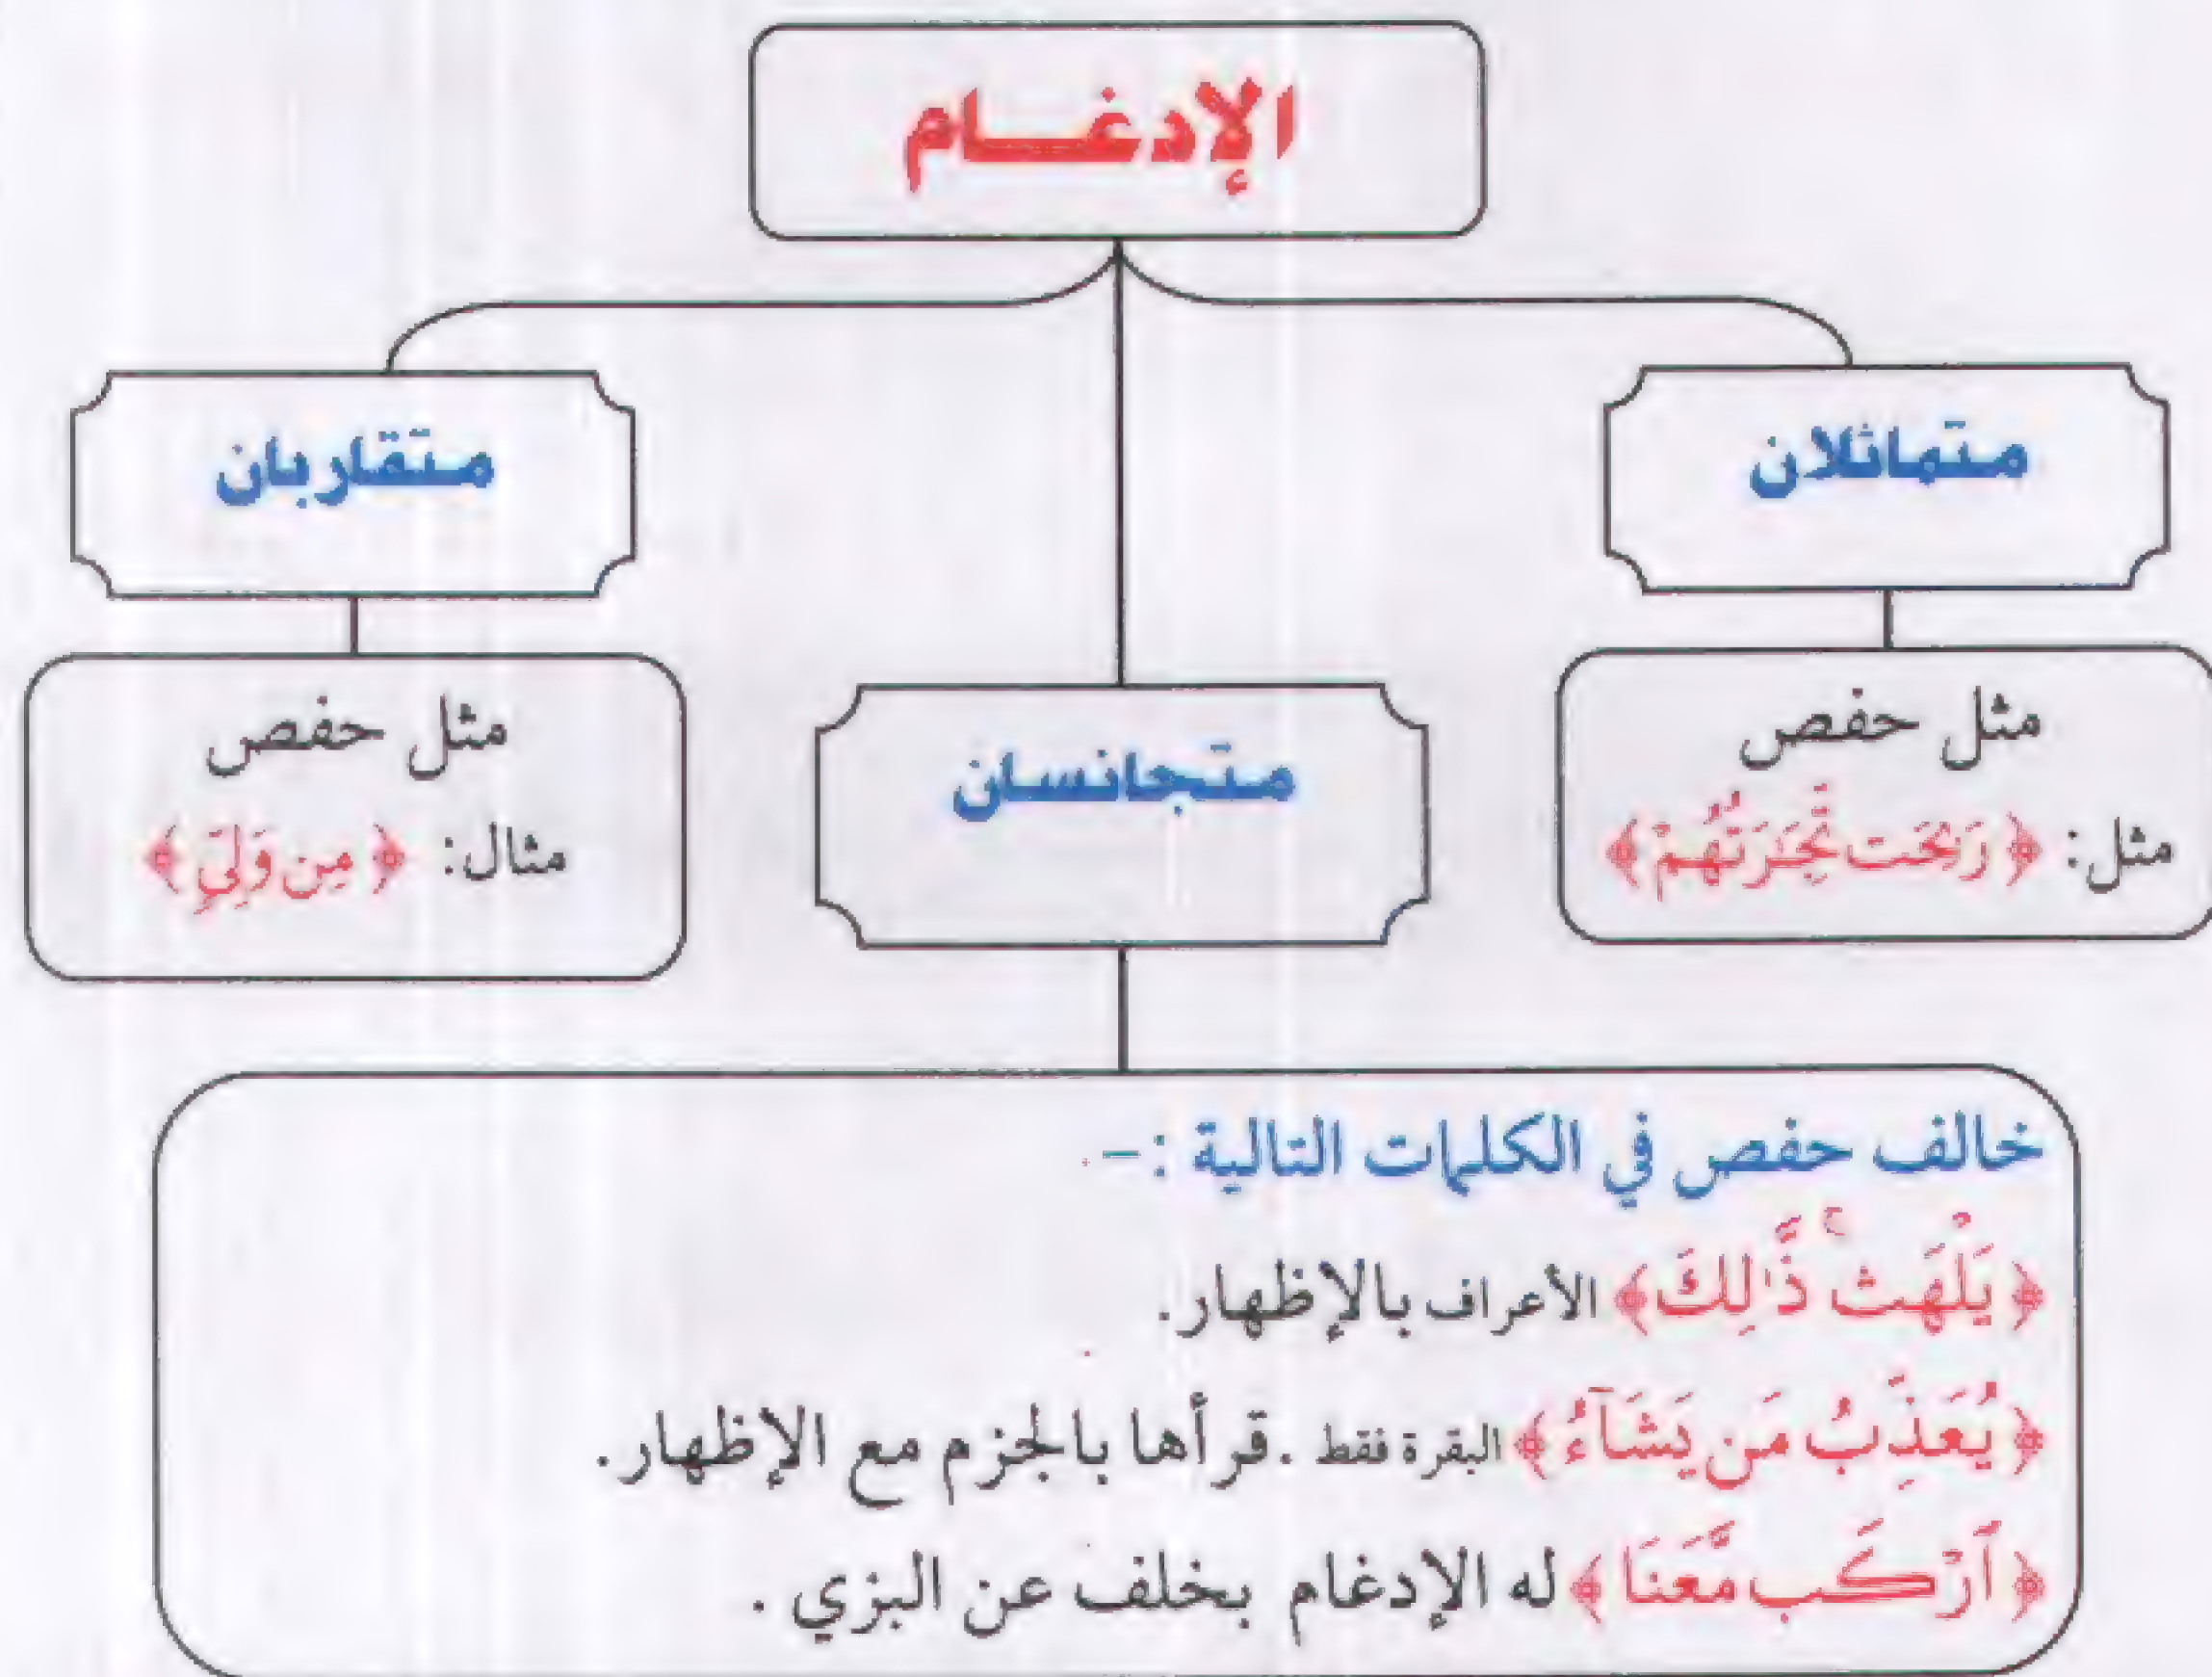 الإدغـــام
متماثلان
مثل حفص
مثل: ﴿ رَبِحَت تِّجَٰرَتُهُمْ ﴾
متقاربان
مثل حفص
مثال: ﴿ مِن وَلِيٍّ ﴾
متجانسان
خالف حفص في الكلمات التالية :-
﴿ يَلْهَث ۚ ذَّٰلِكَ ﴾ الأعراف بالإظهار.
﴿ يُعَذِّبُ مَن يَشَآءُ ﴾ البقرة فقط . قرأها بالجزم مع الإظهار.
﴿ ٱرْكَب مَّعَنَا ﴾ له الإدغام بخلف عن البزي .